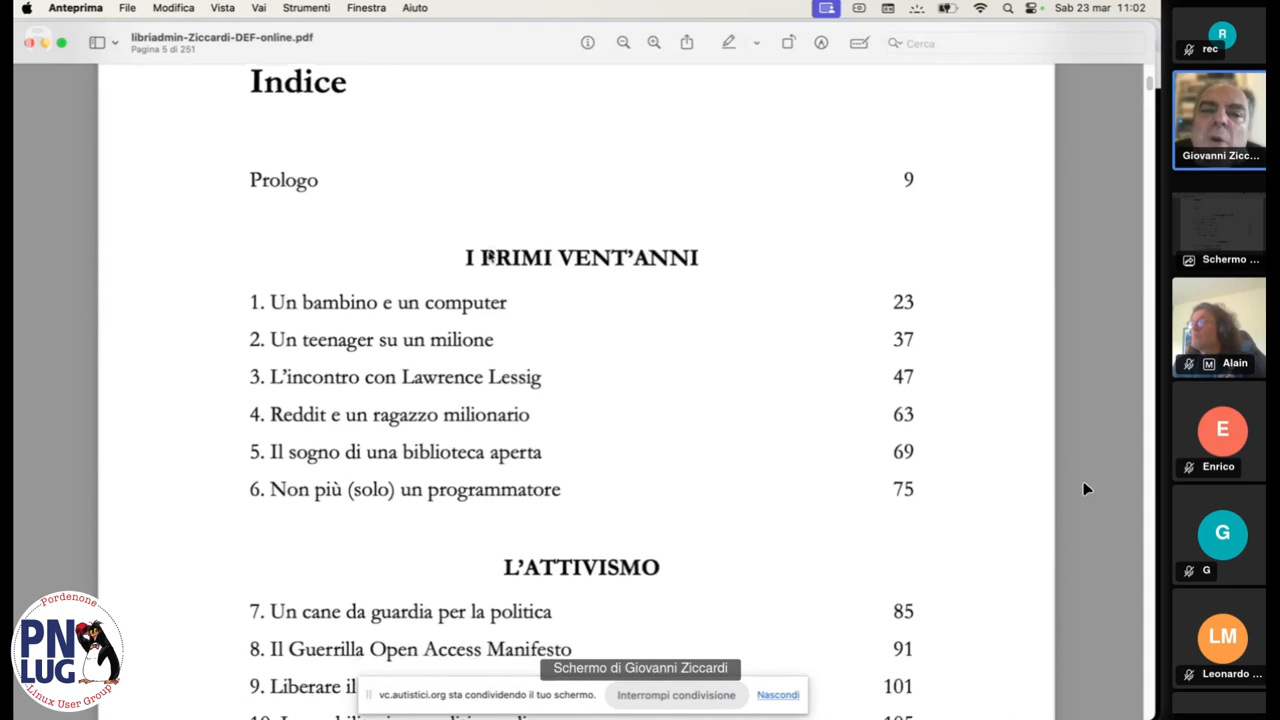 Anteprima File Modifica Vista Vai Strumenti Finestra Aiuto Sab 23 mar 11:02
libriadmin-Ziccardi-DEF-online.pdf
Pagina 5 di 251
Cerca
Indice
Prologo 9
I PRIMI VENT'ANNI
1. Un bambino e un computer 23
2. Un teenager su un milione 37
3. L'incontro con Lawrence Lessig 47
4. Reddit e un ragazzo milionario 63
5. Il sogno di una biblioteca aperta 69
6. Non più (solo) un programmatore 75
L'ATTIVISMO
7. Un cane da guardia per la politica 85
8. Il Guerrilla Open Access Manifesto 91
9. Liberare il 101
Schermo di Giovanni Ziccardi
vc.autistici.org sta condividendo il tuo schermo. Interrompi condivisione Nascondi
R
rec
Giovanni Zicc...
Schermo ...
M Alain
E
Enrico
G
G
LM
Leonardo ...
Pordenone
PN
LUG
Linux User Group